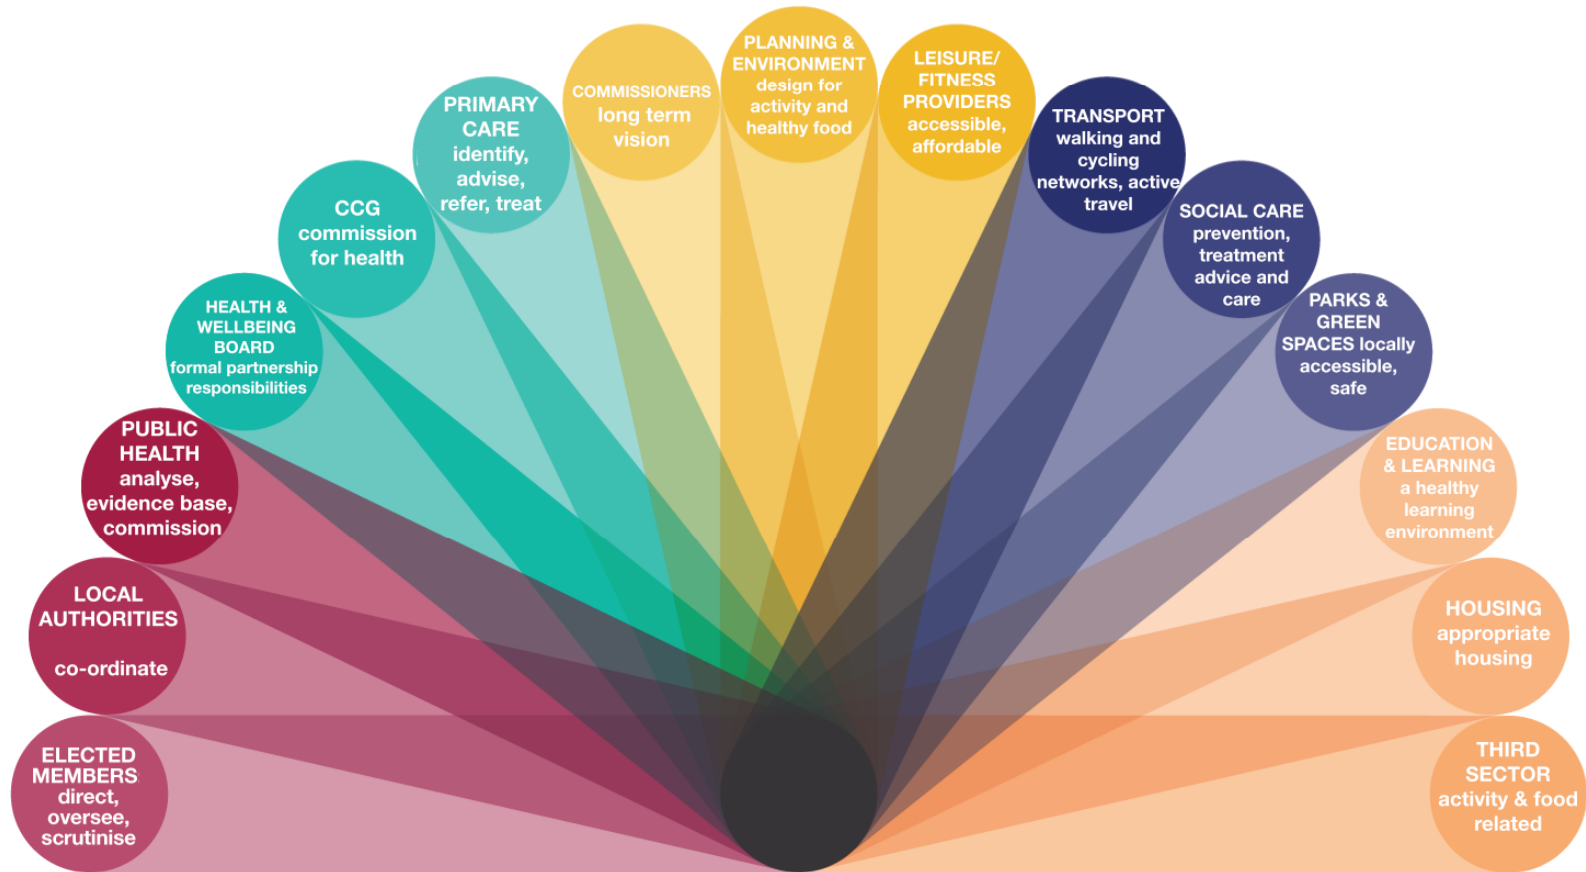 ELECTED
MEMBERS
direct,
oversee,
scrutinise
LOCAL
AUTHORITIES
co-ordinate
PUBLIC
HEALTH
analyse,
evidence base,
commission
HEALTH &
WELLBEING
BOARD
formal partnership
responsibilities
CCG
commission
for health
PRIMARY
CARE
identify,
advise,
refer, treat
COMMISSIONERS
long term
vision
PLANNING &
ENVIRONMENT
design for
activity and
healthy food
LEISURE/
FITNESS
PROVIDERS
accessible,
affordable
TRANSPORT
walking and
cycling
networks, active
travel
SOCIAL CARE
prevention,
treatment
advice and
care
PARKS &
GREEN
SPACES locally
accessible,
safe
EDUCATION
& LEARNING
a healthy
learning
environment
HOUSING
appropriate
housing
THIRD
SECTOR
activity & food
related